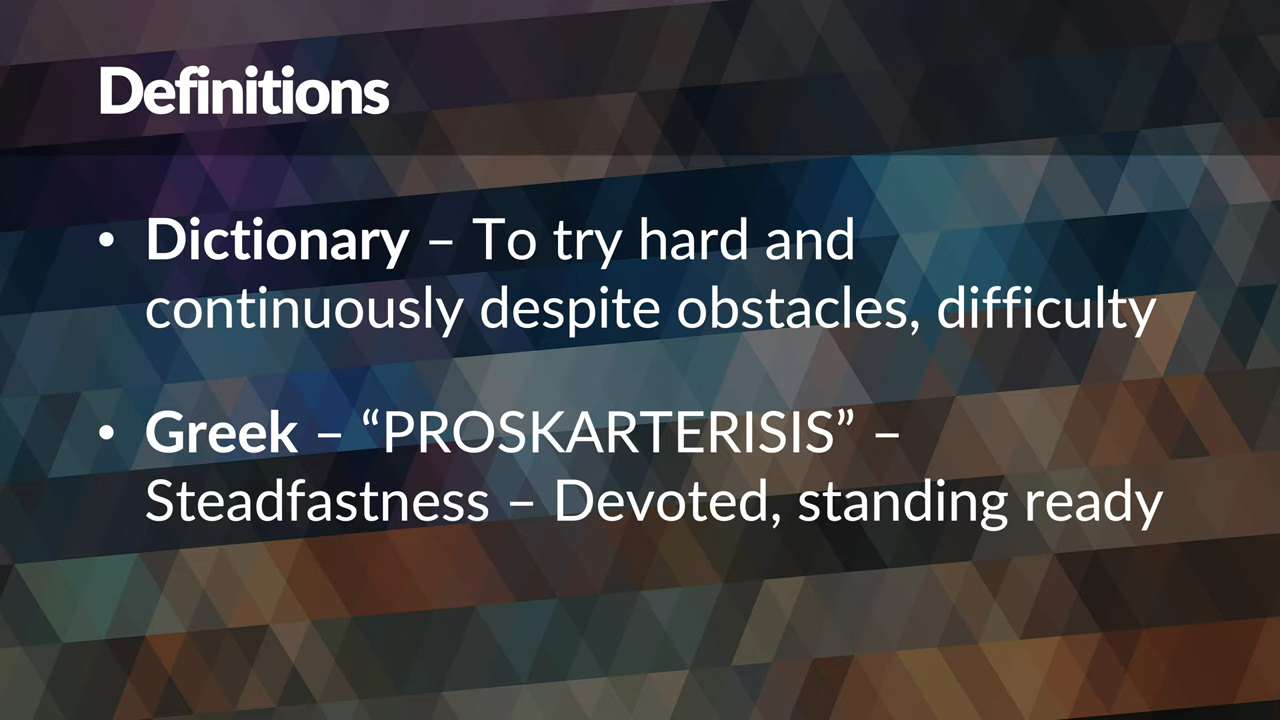 Definitions
• Dictionary – To try hard and
continuously despite obstacles, difficulty
• Greek – “PROSKARTERISIS” –
Steadfastness – Devoted, standing ready